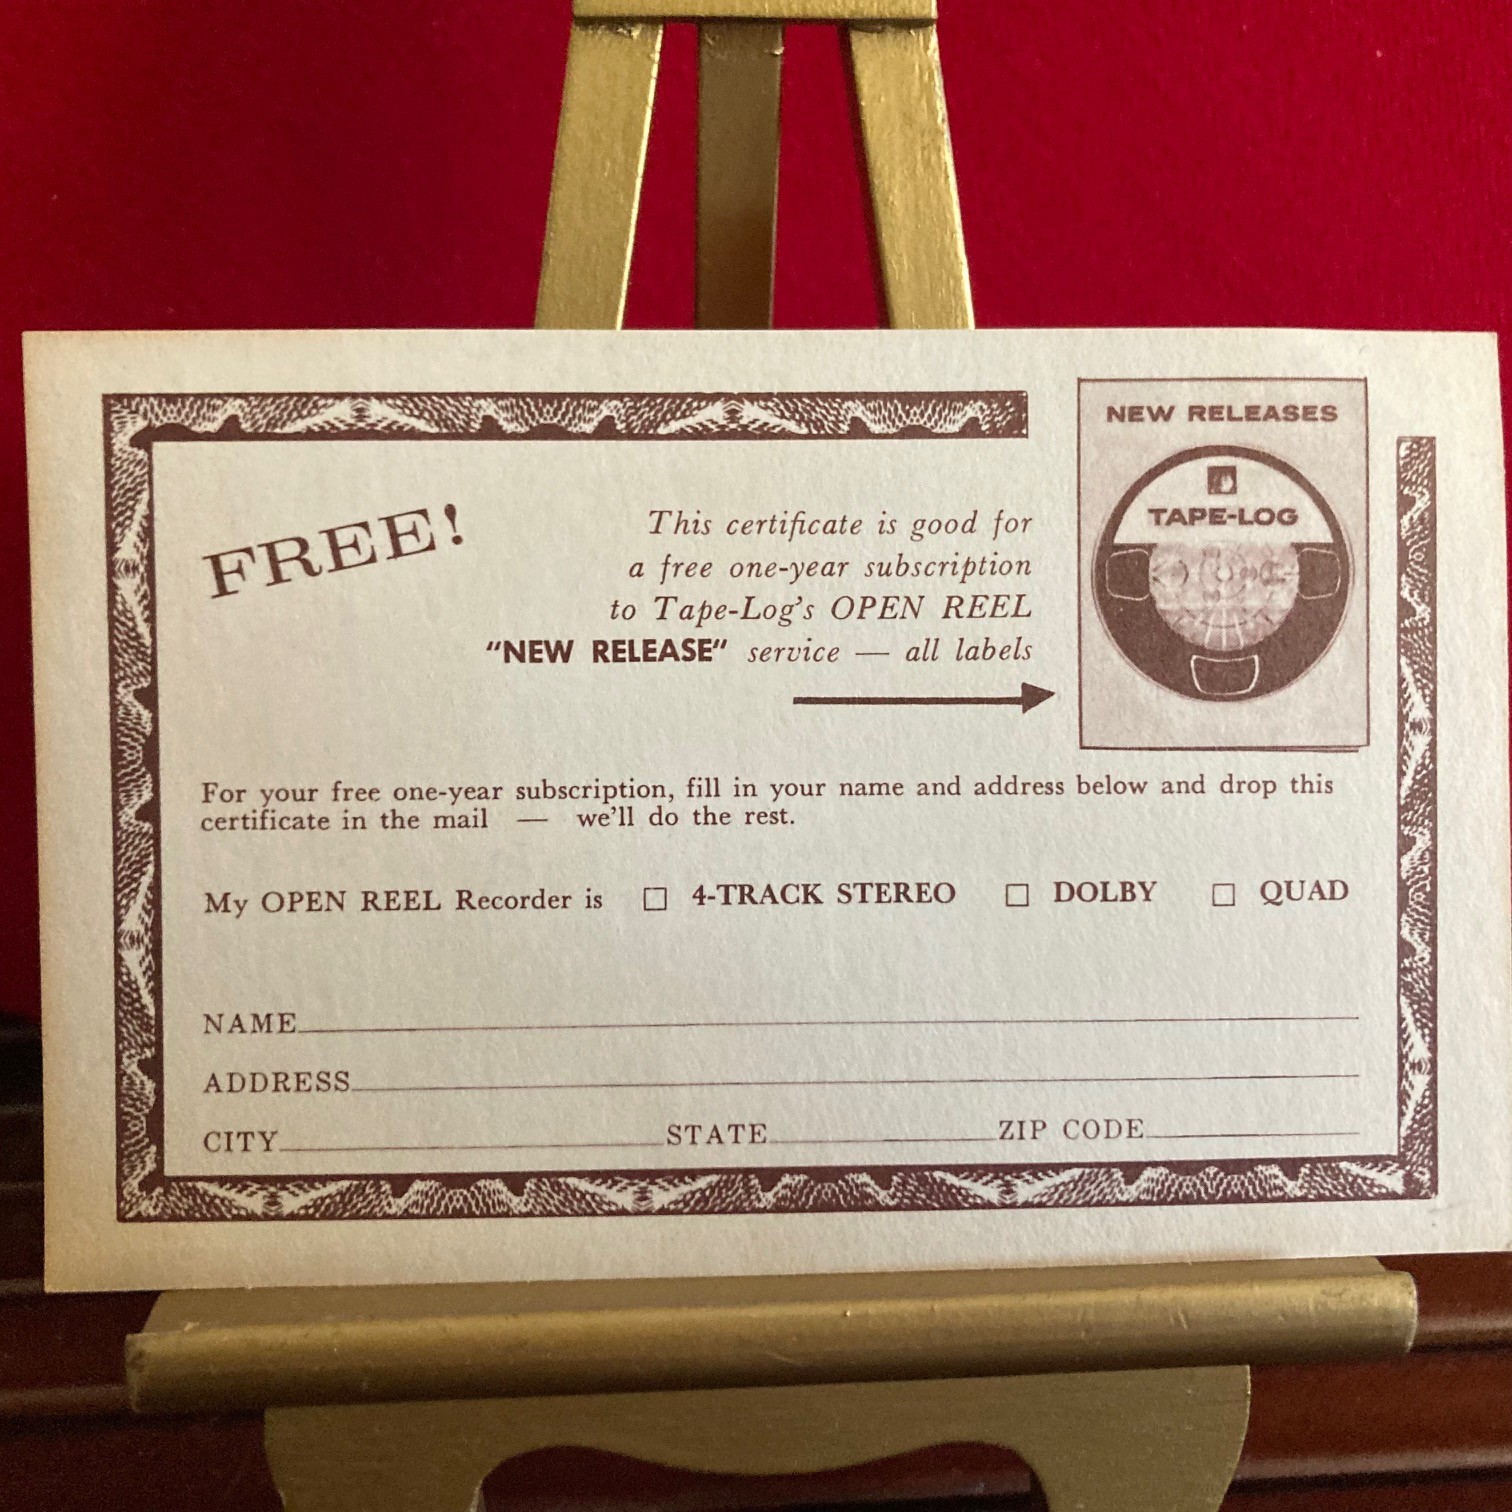 NEW RELEASES
TAPE-LOG
FREE!
This certificate is good for
a free one-year subscription
to Tape-Log's OPEN REEL
"NEW RELEASE" service — all labels
For your free one-year subscription, fill in your name and address below and drop this
certificate in the mail — we'll do the rest.
My OPEN REEL Recorder is ☐ 4-TRACK STEREO ☐ DOLBY ☐ QUAD
NAME
ADDRESS
CITY STATE ZIP CODE